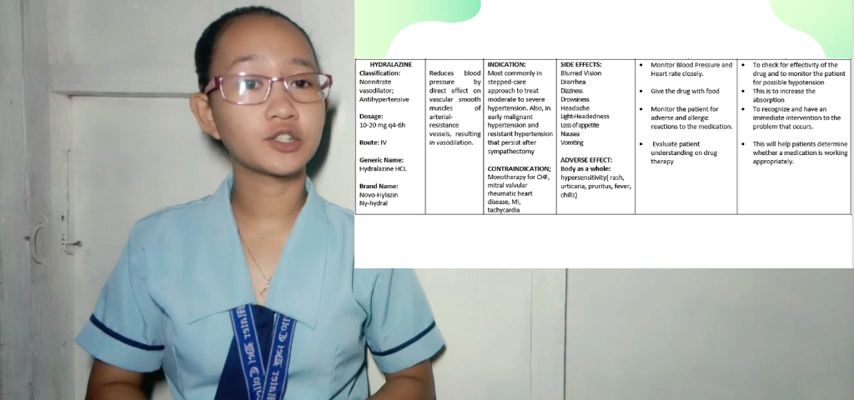 HYDRALAZINE
Classification:
Nonnitrate
vasodilator;
Antihypertensive
Dosage:
10-20 mg q4-6h
Route: IV
Generic Name:
Hydralazine HCL
Brand Name:
Novo-Hylazin
Ny-hydral
Reduces blood
pressure by
direct effect on
vascular smooth
muscles of
arterial-
resistance
vessels, resulting
in vasodilation.
INDICATION:
Most commonly in
stepped-care
approach to treat
moderate to severe
hypertension. Also, in
early malignant
hypertension and
resistant hypertension
that persist after
sympathectomy
CONTRAINDICATION;
Monotherapy for CHF,
mitral valvular
rheumatic heart
disease, MI,
tachycardia
SIDE EFFECTS:
Blurred Vision
Diarrhea
Dizziness
Drowsiness
Headache
Light-Headedness
Loss of appetite
Nausea
Vomiting
ADVERSE EFFECT:
Body as a whole:
hypersensitivity( rash,
urticaria, pruritus, fever,
chills)
• Monitor Blood Pressure and
Heart rate closely.
• Give the drug with food
• Monitor the patient for
adverse and allergic
reactions to the medication.
• Evaluate patient
understanding on drug
therapy
• To check for effectivity of the
drug and to monitor the patient
for possible hypotension
• This is to increase the
absorption
• To recognize and have an
immediate intervention to the
problem that occurs.
• This will help patients determine
whether a medication is working
appropriately.